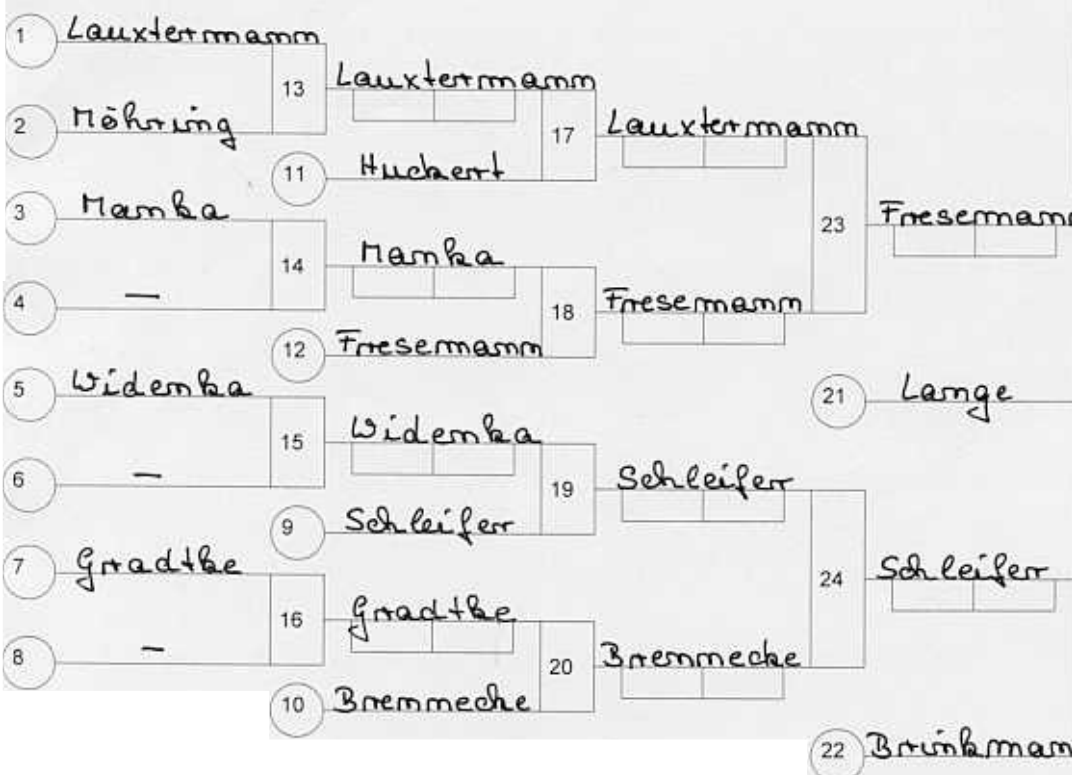 1 Lauxtermann
13 Lauxtermann
2 Möhring
17 Lauxtermann
11 Huckert
3 Manka
23 Fresemann
14 Manka
4 —
18 Fresemann
12 Fresemann
5 Widenka
21 Lange
15 Widenka
6 —
19 Schleifer
9 Schleifer
7 Gradtke
24 Schleifer
16 Gradtke
8 —
20 Bremmecke
10 Bremmecke
22 Brinkman